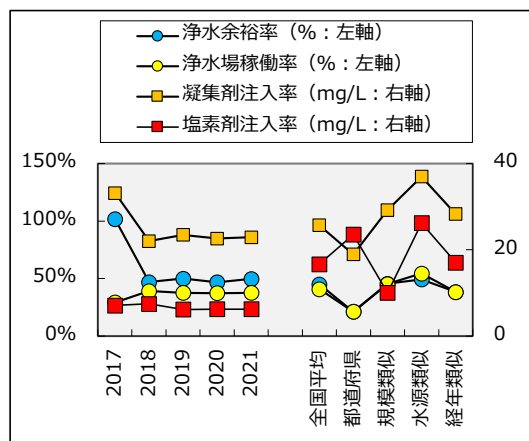 浄水余裕率（%：左軸）
浄水場稼働率（%：左軸）
凝集剤注入率（mg/L：右軸）
塩素剤注入率（mg/L：右軸）
150%
100%
50%
0%
40
20
0
2017
2018
2019
2020
2021
全国平均
都道府県
規模類似
水源類似
経年類似